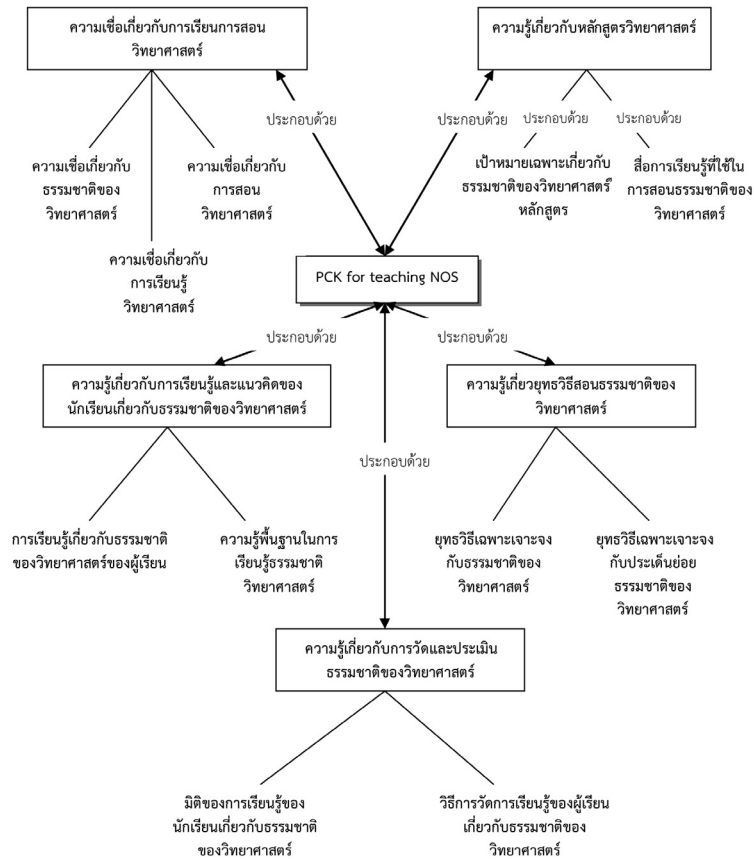 ความเชื่อเกี่ยวกับการเรียนการสอน
วิทยาศาสตร์
ความรู้เกี่ยวกับหลักสูตรวิทยาศาสตร์
ประกอบด้วย
ประกอบด้วย
ประกอบด้วย
ประกอบด้วย
ความเชื่อเกี่ยวกับ
ธรรมชาติของ
วิทยาศาสตร์
ความเชื่อเกี่ยวกับ
การสอน
วิทยาศาสตร์
เป้าหมายเฉพาะเกี่ยวกับ
ธรรมชาติของวิทยาศาสตร์
หลักสูตร
สื่อการเรียนรู้ที่ใช้ใน
การสอนธรรมชาติของ
วิทยาศาสตร์
ความเชื่อเกี่ยวกับ
การเรียนรู้
วิทยาศาสตร์
PCK for teaching NOS
ประกอบด้วย
ประกอบด้วย
ความรู้เกี่ยวกับการเรียนรู้และแนวคิดของ
นักเรียนเกี่ยวกับธรรมชาติของวิทยาศาสตร์
ความรู้เกี่ยวยุทธวิธีสอนธรรมชาติของ
วิทยาศาสตร์
ประกอบด้วย
การเรียนรู้เกี่ยวกับธรรมชาติ
ของวิทยาศาสตร์ของผู้เรียน
ความรู้พื้นฐานในการ
เรียนรู้ธรรมชาติ
วิทยาศาสตร์
ยุทธวิธีเฉพาะเจาะจง
กับธรรมชาติของ
วิทยาศาสตร์
ยุทธวิธีเฉพาะเจาะจง
กับประเด็นย่อย
ธรรมชาติของ
วิทยาศาสตร์
ความรู้เกี่ยวกับการวัดและประเมิน
ธรรมชาติของวิทยาศาสตร์
มิติของการเรียนรู้ของ
นักเรียนเกี่ยวกับธรรมชาติ
ของวิทยาศาสตร์
วิธีการวัดการเรียนรู้ของผู้เรียน
เกี่ยวกับธรรมชาติของ
วิทยาศาสตร์